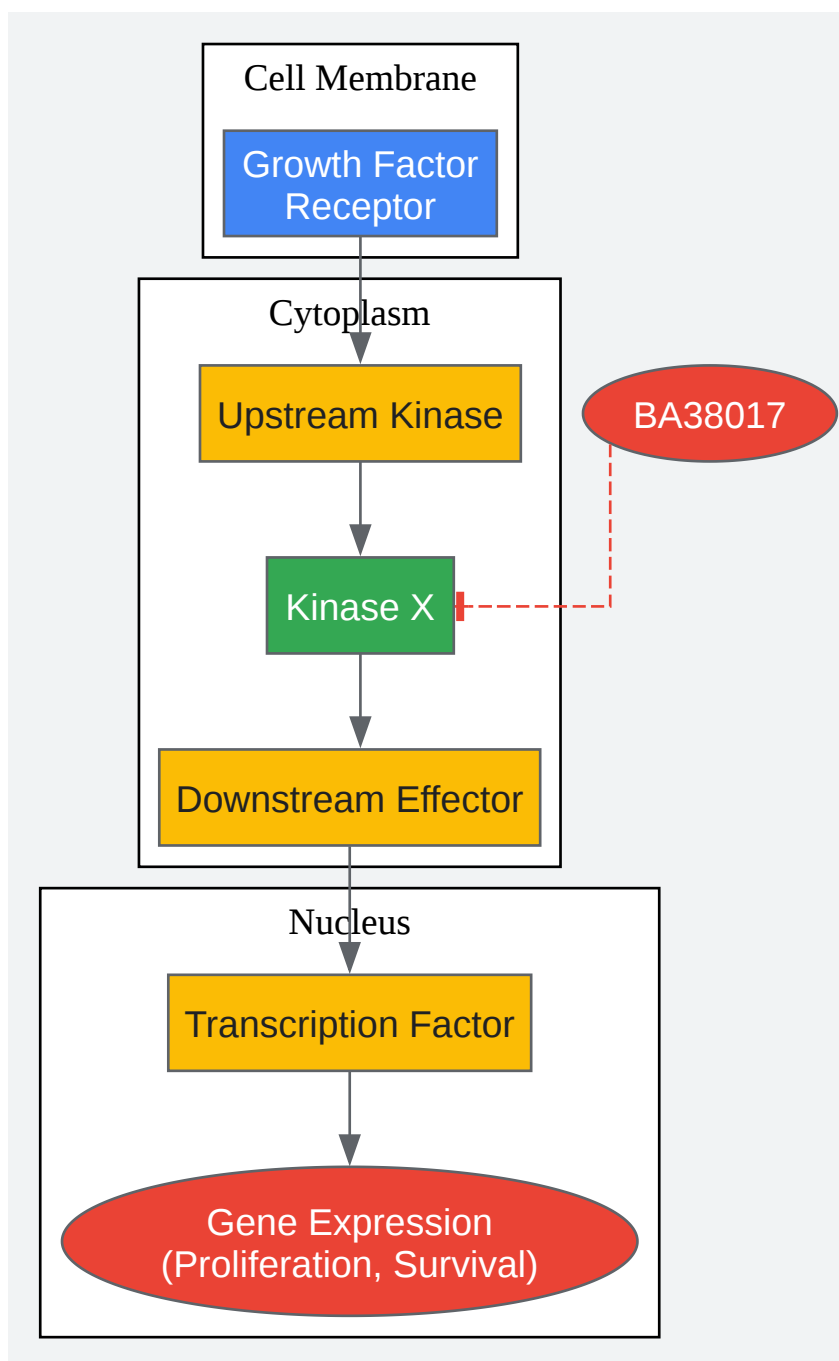 Cell Membrane
Growth Factor
Receptor
Cytoplasm
Upstream Kinase
BA38017
Kinase X
Downstream Effector
Nucleus
Transcription Factor
Gene Expression
(Proliferation, Survival)